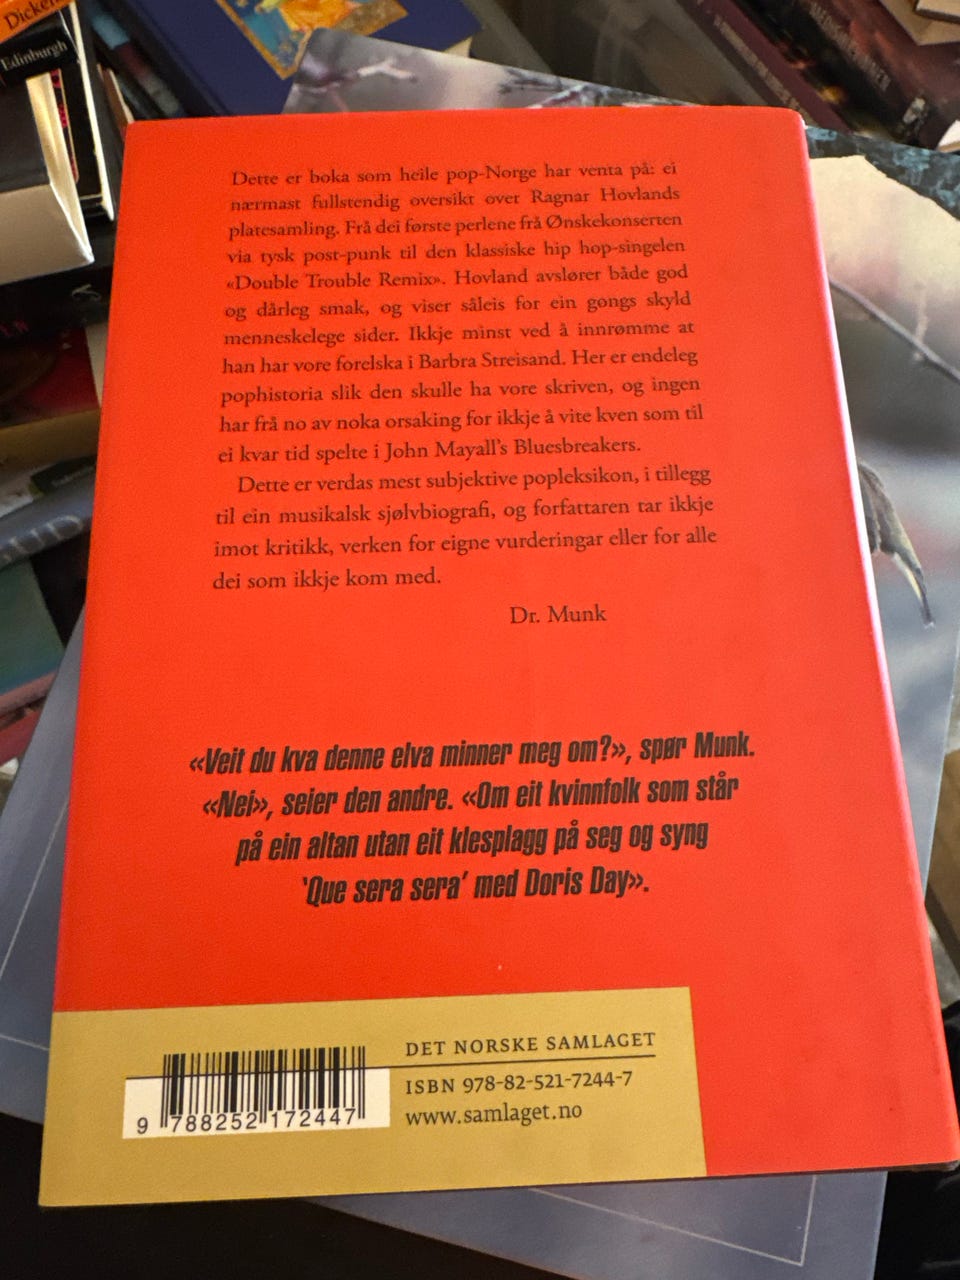 Dicken
Edinburgh
Dette er boka som heile pop-Norge har venta på: ei
nærmast fullstendig oversikt over Ragnar Hovlands
platesamling. Frå dei første perlene frå Ønskekonserten
via tysk post-punk til den klassiske hip hop-singelen
«Double Trouble Remix». Hovland avslører både god
og dårleg smak, og viser såleis for ein gongs skyld
menneskelege sider. Ikkje minst ved å innrømme at
han har vore forelska i Barbra Streisand. Her er endeleg
pophistoria slik den skulle ha vore skriven, og ingen
har frå no av noka orsaking for ikkje å vite kven som til
ei kvar tid spelte i John Mayall's Bluesbreakers.
Dette er verdas mest subjektive popleksikon, i tillegg
til ein musikalsk sjølvbiografi, og forfattaren tar ikkje
imot kritikk, verken for eigne vurderingar eller for alle
dei som ikkje kom med.
Dr. Munk
«Veit du kva denne elva minner meg om?», spør Munk.
«Nei», seier den andre. «Om eit kvinnfolk som står
på ein altan utan eit klesplagg på seg og syng
'Que sera sera' med Doris Day».
DET NORSKE SAMLAGET
ISBN 978-82-521-7244-7
www.samlaget.no
9 788252 172447